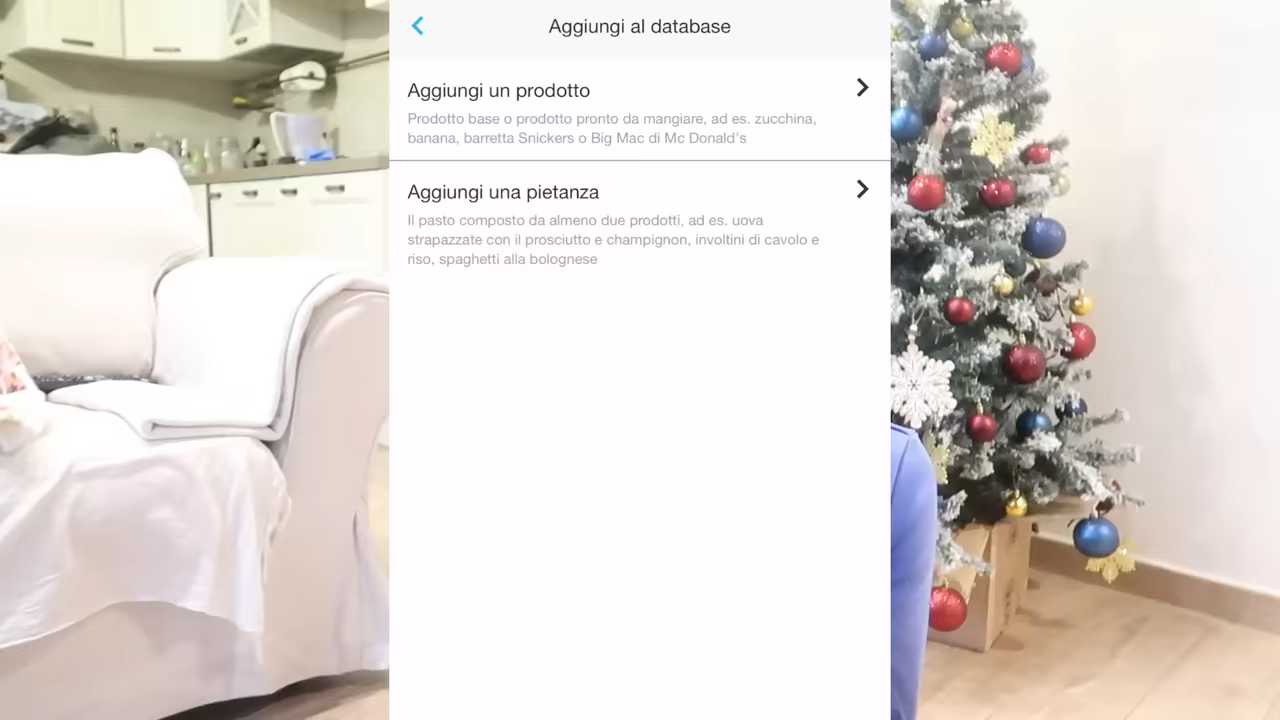 Aggiungi al database
Aggiungi un prodotto
Prodotto base o prodotto pronto da mangiare, ad es. zucchina,
banana, barretta Snickers o Big Mac di Mc Donald's
Aggiungi una pietanza
Il pasto composto da almeno due prodotti, ad es. uova
strapazzate con il prosciutto e champignon, involtini di cavolo e
riso, spaghetti alla bolognese